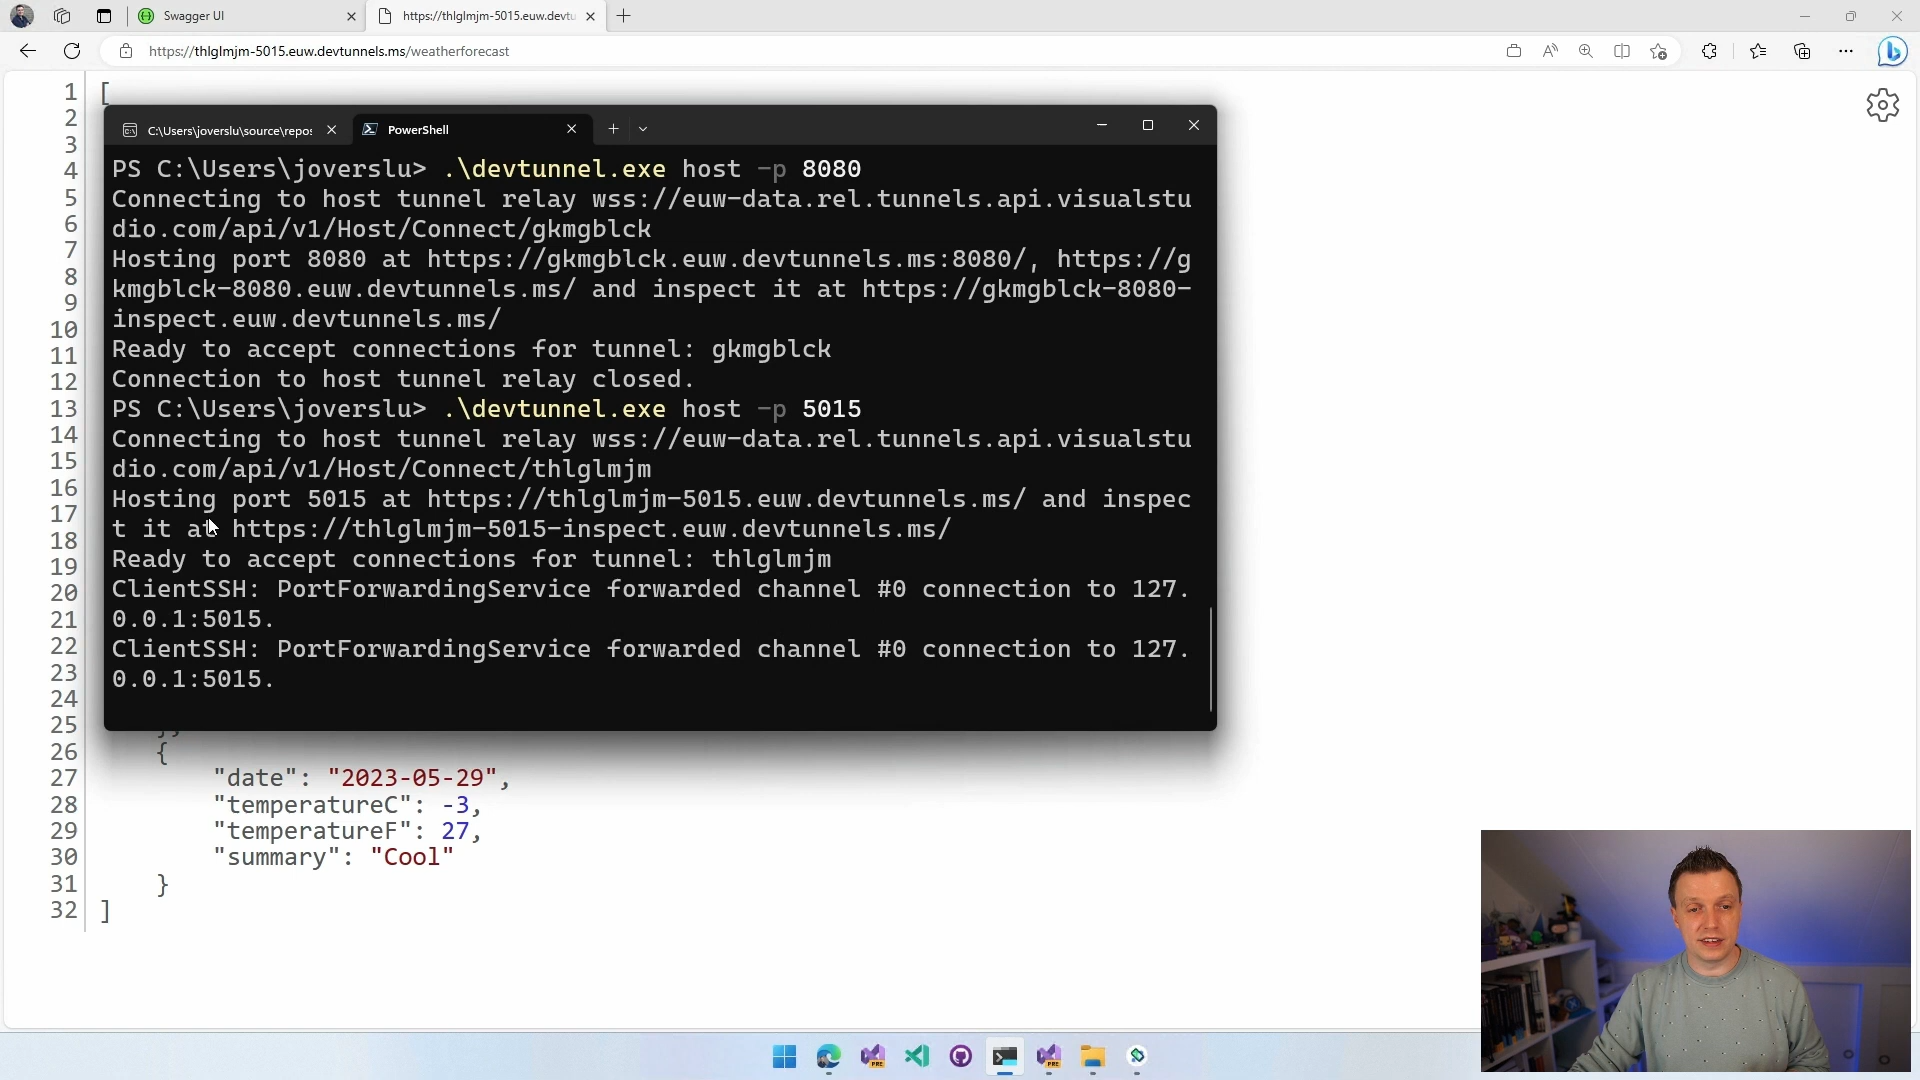 Swagger UI
https://thlglmjm-5015.euw.devtu
https://thlglmjm-5015.euw.devtunnels.ms/weatherforecast
1 [
2
3
4
5
6
7
8
9
10
11
12
13
14
15
16
17
18
19
20
21
22
23
24
25
26 {
27 "date": "2023-05-29",
28 "temperatureC": -3,
29 "temperatureF": 27,
30 "summary": "Cool"
31 }
32 ]
C:\Users\joverslu\source\repos
PowerShell
PS C:\Users\joverslu> .\devtunnel.exe host -p 8080
Connecting to host tunnel relay wss://euw-data.rel.tunnels.api.visualstu
dio.com/api/v1/Host/Connect/gkmgblck
Hosting port 8080 at https://gkmgblck.euw.devtunnels.ms:8080/, https://g
kmgblck-8080.euw.devtunnels.ms/ and inspect it at https://gkmgblck-8080-
inspect.euw.devtunnels.ms/
Ready to accept connections for tunnel: gkmgblck
Connection to host tunnel relay closed.
PS C:\Users\joverslu> .\devtunnel.exe host -p 5015
Connecting to host tunnel relay wss://euw-data.rel.tunnels.api.visualstu
dio.com/api/v1/Host/Connect/thlglmjm
Hosting port 5015 at https://thlglmjm-5015.euw.devtunnels.ms/ and inspec
t it at https://thlglmjm-5015-inspect.euw.devtunnels.ms/
Ready to accept connections for tunnel: thlglmjm
ClientSSH: PortForwardingService forwarded channel #0 connection to 127.
0.0.1:5015.
ClientSSH: PortForwardingService forwarded channel #0 connection to 127.
0.0.1:5015.
PRE
PRE